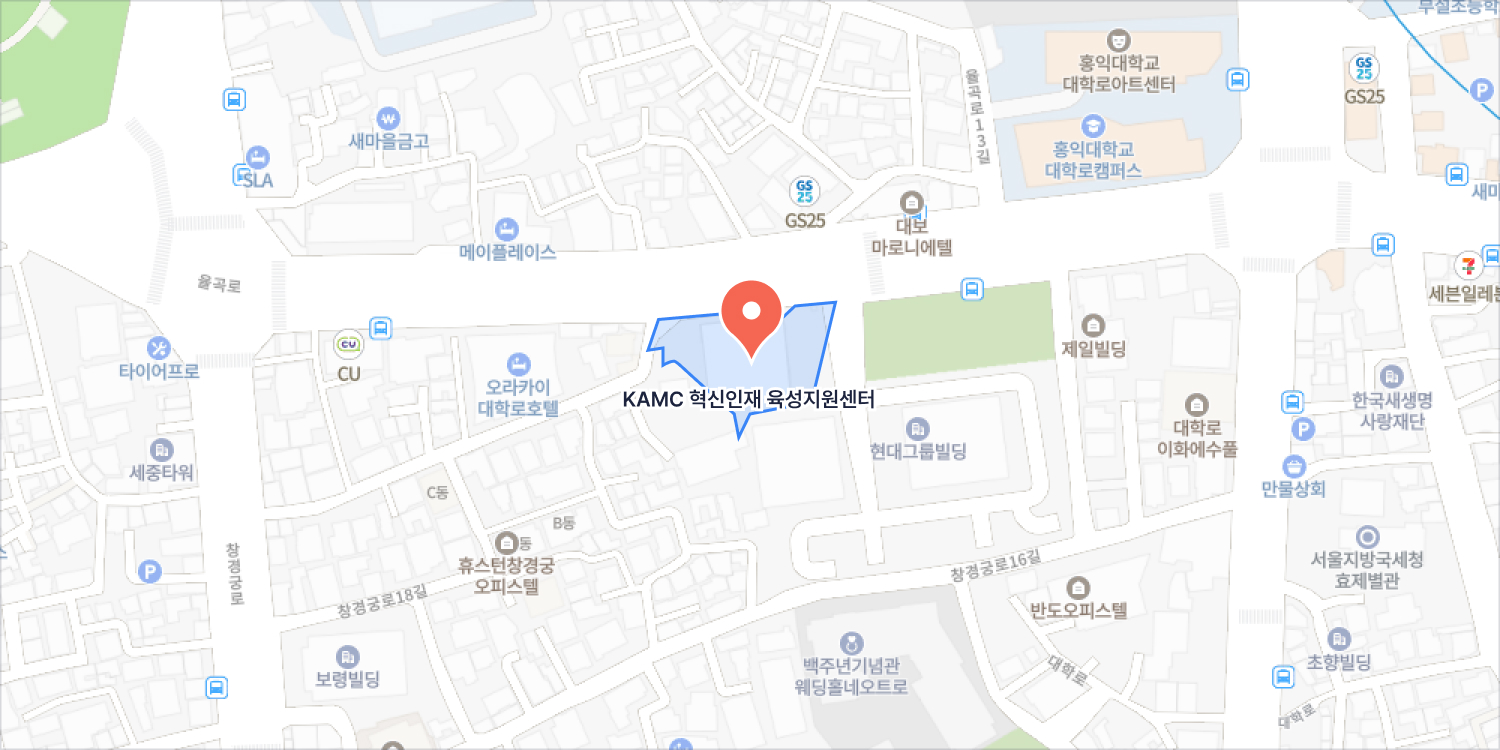 무설초등학
홍익대학교
대학로아트센터
GS
25
GS25
P
율곡로13길
새마을금고
홍익대학교
대학로캠퍼스
SLA
GS
25
GS25
새마
대보
마로니에텔
메이플레이스
율곡로
7
세븐일레븐
CU
CU
타이어프로
제일빌딩
오라카이
대학로호텔
KAMC 혁신인재 육성지원센터
한국새생명
사랑재단
대학로
이화에수풀
P
현대그룹빌딩
세중타워
만물상회
C동
B동
동
창경궁로
휴스턴창경궁
오피스텔
P
창경궁로16길
서울지방국세청
효제별관
창경궁로18길
반도오피스텔
보령빌딩
백주년기념관
웨딩홀네오트로
대학로
초향빌딩
대학로